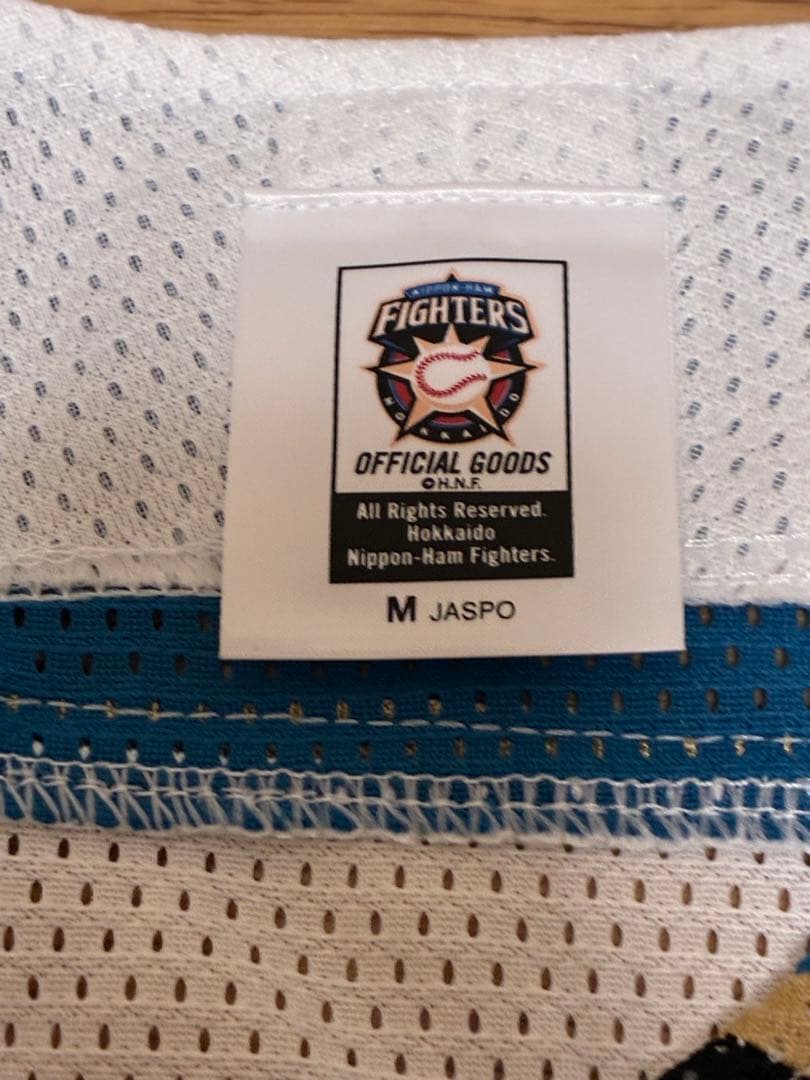 NIPPON-HAM
FIGHTERS
HOKKAIDO
OFFICIAL GOODS
©H.N.F.
All Rights Reserved.
Hokkaido
Nippon-Ham Fighters.
M JASPO